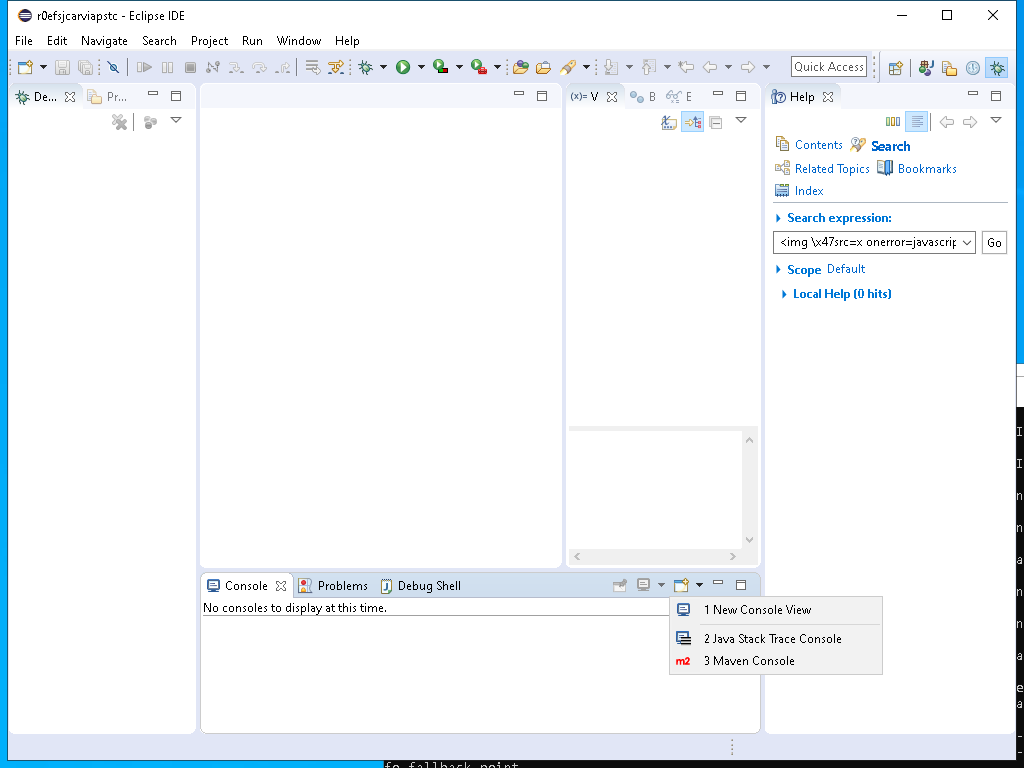 r0efsjcarviapstc - Eclipse IDE
File Edit Navigate Search Project Run Window Help
Quick Access
De... Pr... (x)= V B E Help
Contents Search
Related Topics Bookmarks
Index
Search expression:
<img \x47src=x onerror=javascrip Go
Scope Default
Local Help (0 hits)
Console Problems Debug Shell
No consoles to display at this time.
1 New Console View
2 Java Stack Trace Console
m2 3 Maven Console
fo fallback point